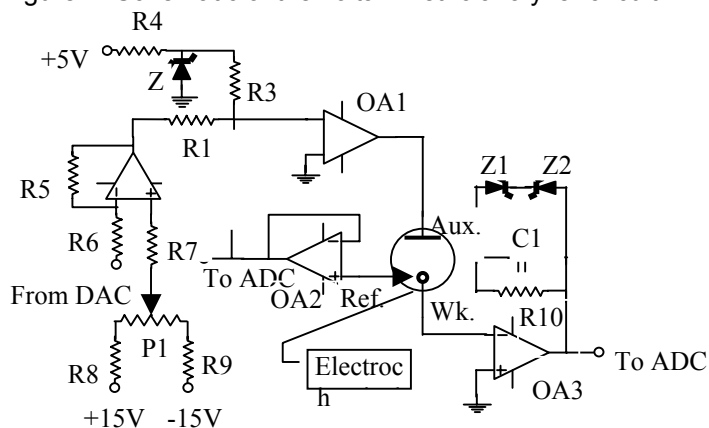 R4
+5V
Z
R3
OA1
R1
R5
Z1 Z2
Aux.
C1
R6
R7
To ADC
OA2
Ref.
From DAC
Wk.
R10
P1
R8
R9
Electroc
h
To ADC
OA3
+15V -15V